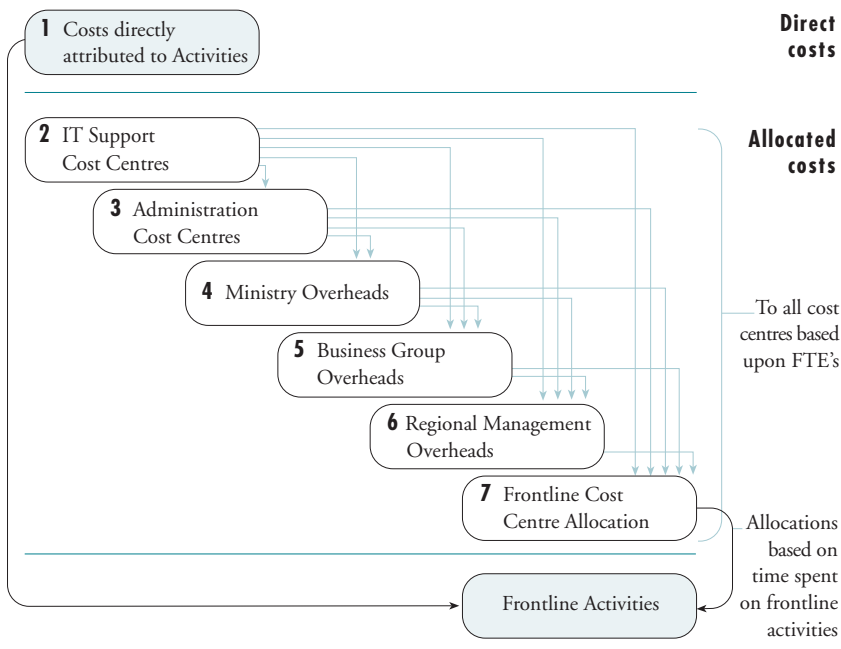 1 Costs directly
attributed to Activities
Direct
costs
2 IT Support
Cost Centres
Allocated
costs
3 Administration
Cost Centres
4 Ministry Overheads
To all cost
centres based
upon FTE's
5 Business Group
Overheads
6 Regional Management
Overheads
7 Frontline Cost
Centre Allocation
Allocations
based on
time spent
on frontline
activities
Frontline Activities